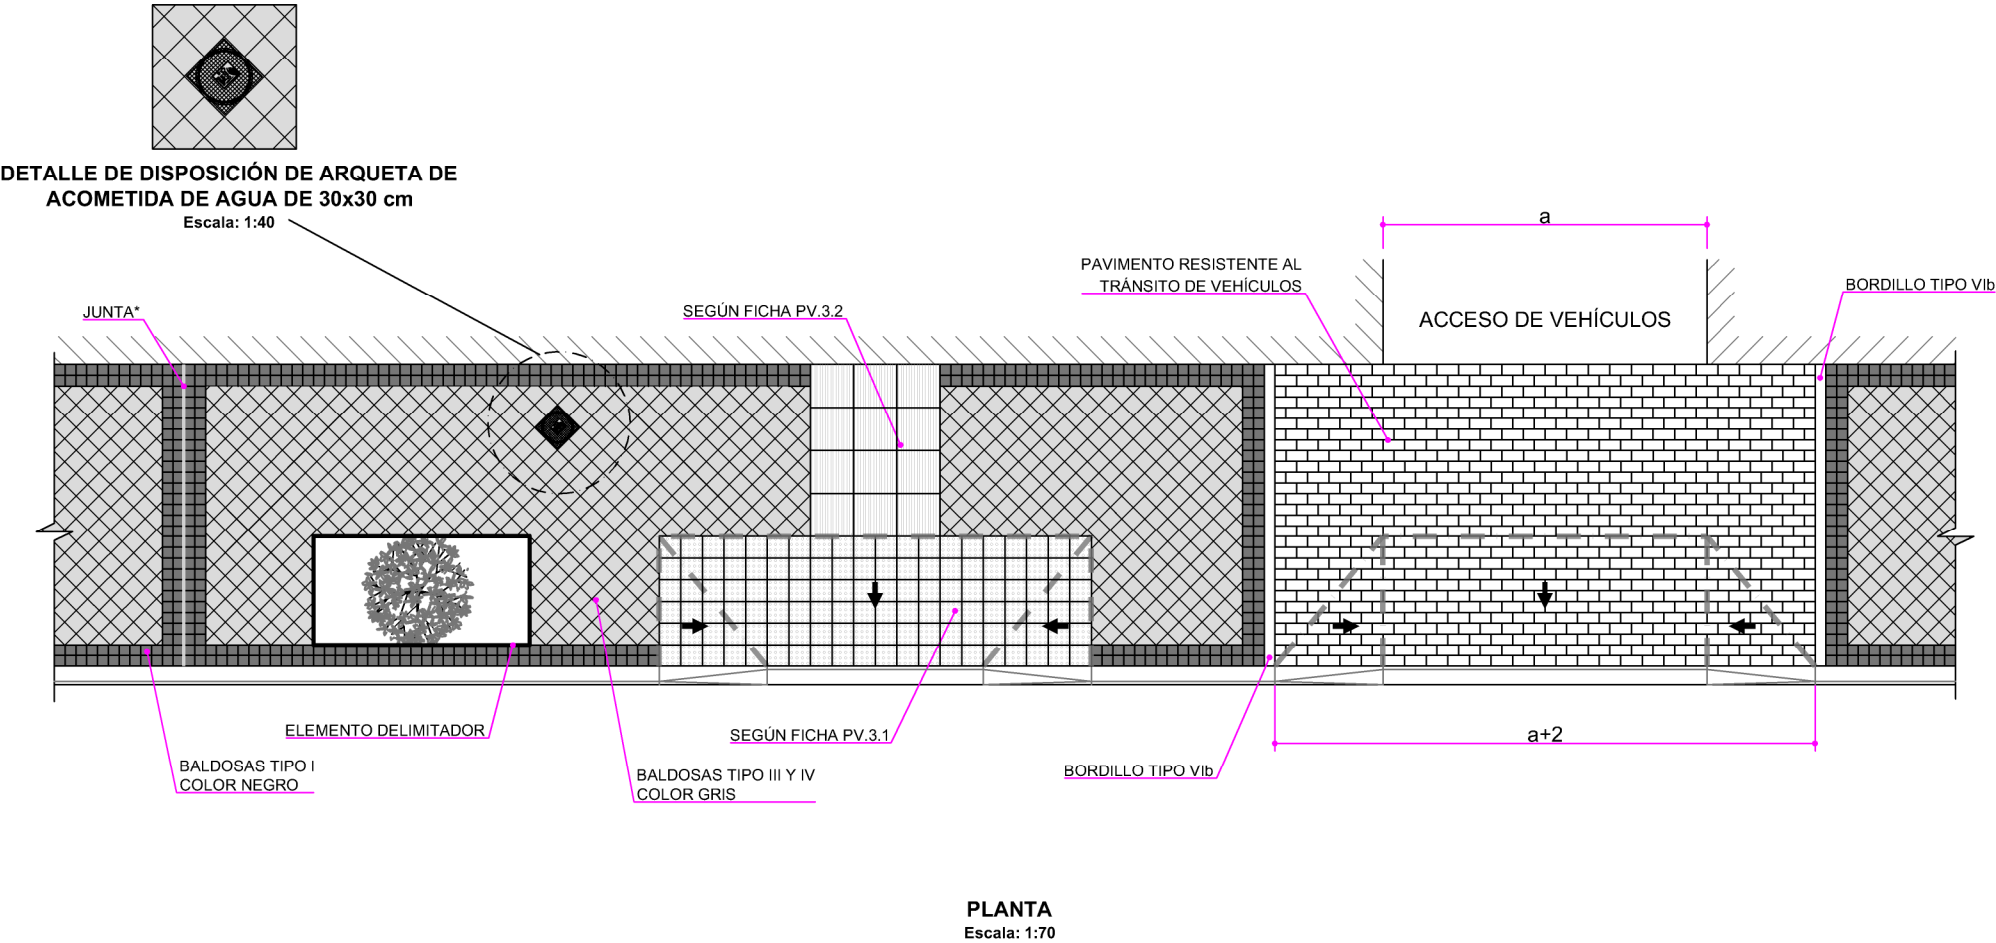 DETALLE DE DISPOSICIÓN DE ARQUETA DE
ACOMETIDA DE AGUA DE 30x30 cm
Escala: 1:40
a
PAVIMENTO RESISTENTE AL
TRÁNSITO DE VEHÍCULOS
BORDILLO TIPO VIb
JUNTA*
SEGÚN FICHA PV.3.2
ACCESO DE VEHÍCULOS
ELEMENTO DELIMITADOR
SEGÚN FICHA PV.3.1
a+2
BALDOSAS TIPO I
COLOR NEGRO
BALDOSAS TIPO III Y IV
COLOR GRIS
BORDILLO TIPO VIb
PLANTA
Escala: 1:70